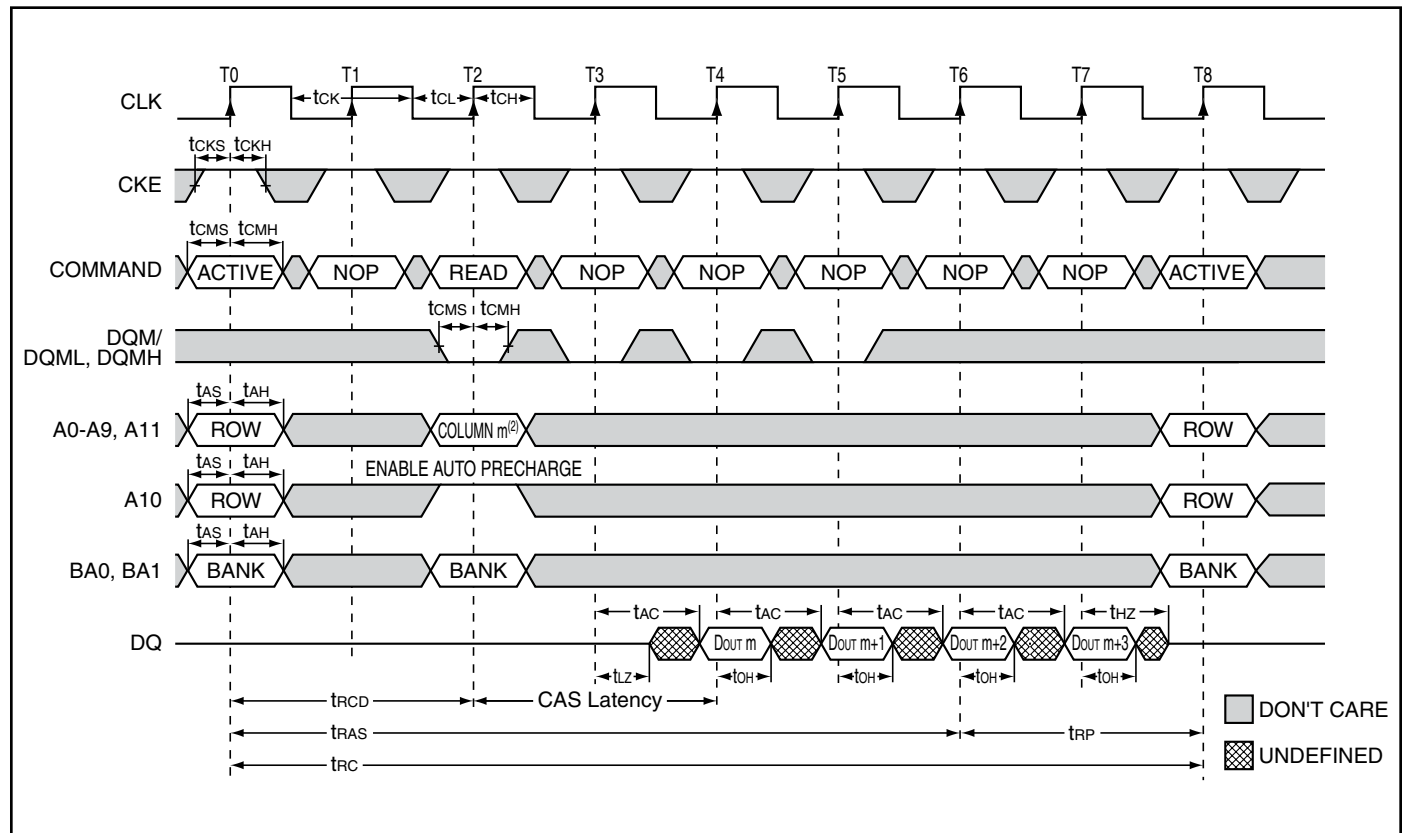 T0 T1 T2 T3 T4 T5 T6 T7 T8
CLK tCK tCL tCH
tCKS tCKH
CKE
tCMS tCMH
COMMAND ACTIVE NOP READ NOP NOP NOP NOP NOP ACTIVE
tCMS tCMH
DQM/
DQML, DQMH
tAS tAH
A0-A9, A11 ROW COLUMN m(2) ROW
tAS tAH ENABLE AUTO PRECHARGE
A10 ROW ROW
tAS tAH
BA0, BA1 BANK BANK BANK
tAC tAC tAC tAC tHZ
DQ DOUT m DOUT m+1 DOUT m+2 DOUT m+3
tLZ tOH tOH tOH tOH
tRCD CAS Latency
DON'T CARE
tRAS tRP
UNDEFINED
tRC